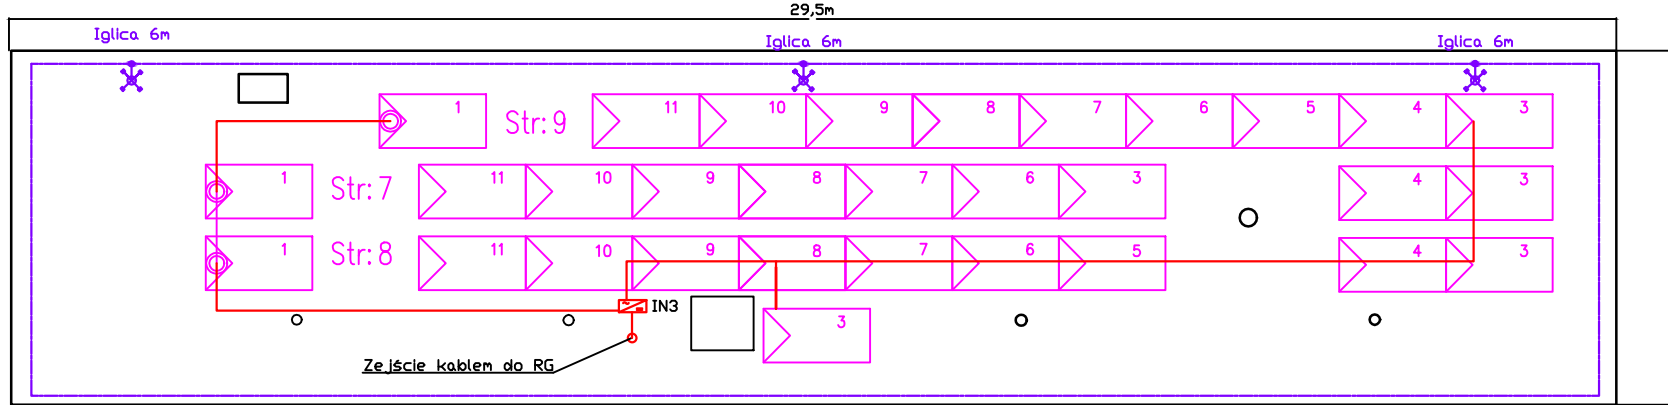 29,5m
Iglica 6m
Iglica 6m
Iglica 6m
1 Str: 9 11 10 9 8 7 6 5 4 3
1 Str: 7 11 10 9 8 7 6 3 4 3
1 Str: 8 11 10 9 8 7 6 5 4 3
IN3
3
Zejście kablem do RG